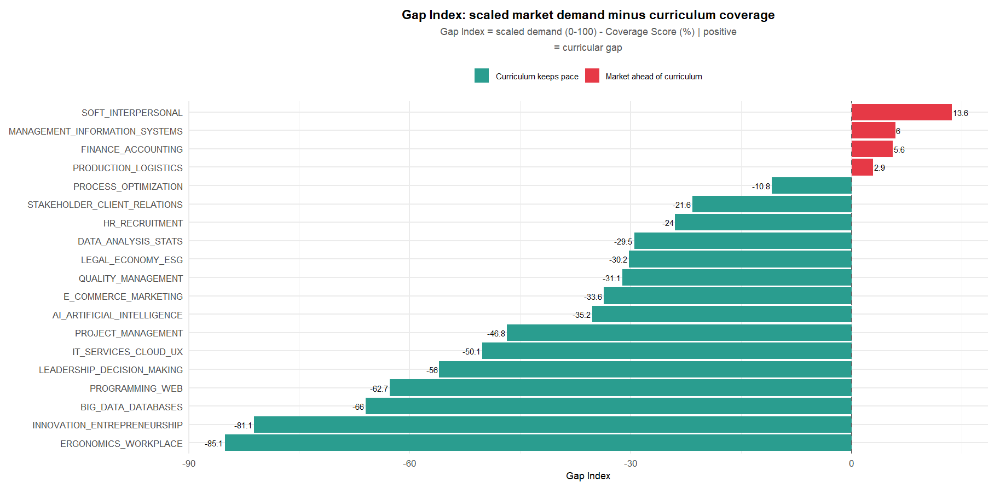 Gap Index: scaled market demand minus curriculum coverage
Gap Index = scaled demand (0-100) - Coverage Score (%) | positive
= curricular gap
Curriculum keeps pace
Market ahead of curriculum
SOFT_INTERPERSONAL 13.6
MANAGEMENT_INFORMATION_SYSTEMS 6
FINANCE_ACCOUNTING 5.6
PRODUCTION_LOGISTICS 2.9
PROCESS_OPTIMIZATION -10.8
STAKEHOLDER_CLIENT_RELATIONS -21.6
HR_RECRUITMENT -24
DATA_ANALYSIS_STATS -29.5
LEGAL_ECONOMY_ESG -30.2
QUALITY_MANAGEMENT -31.1
E_COMMERCE_MARKETING -33.6
AI_ARTIFICIAL_INTELLIGENCE -35.2
PROJECT_MANAGEMENT -46.8
IT_SERVICES_CLOUD_UX -50.1
LEADERSHIP_DECISION_MAKING -56
PROGRAMMING_WEB -62.7
BIG_DATA_DATABASES -66
INNOVATION_ENTREPRENEURSHIP -81.1
ERGONOMICS_WORKPLACE -85.1
-90 -60 -30 0
Gap Index